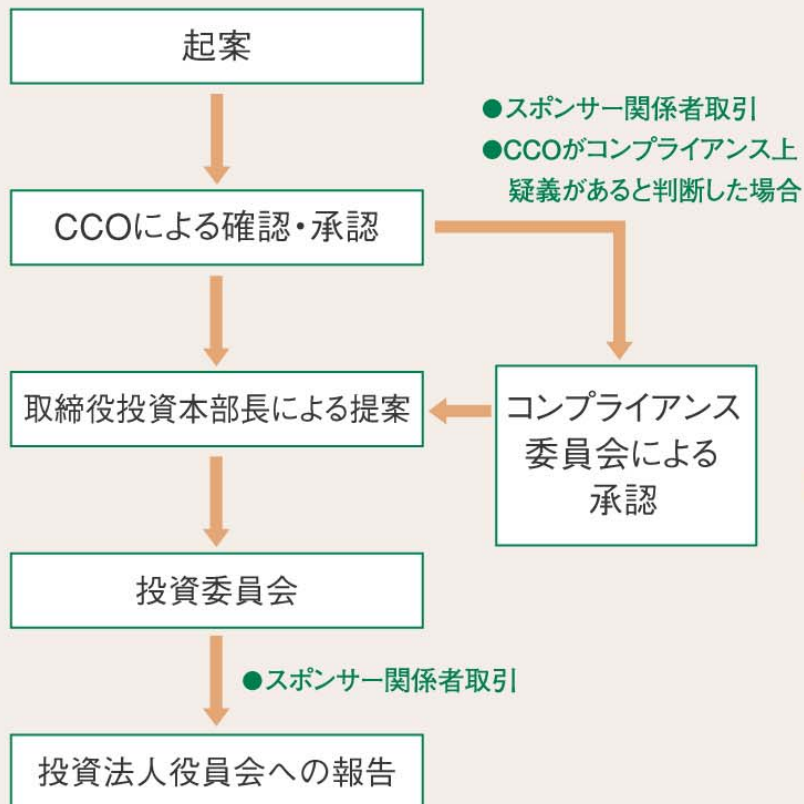 起案
●スポンサー関係者取引
●CCOがコンプライアンス上
疑義があると判断した場合
CCOによる確認・承認
取締役投資本部長による提案
コンプライアンス
委員会による
承認
投資委員会
●スポンサー関係者取引
投資法人役員会への報告